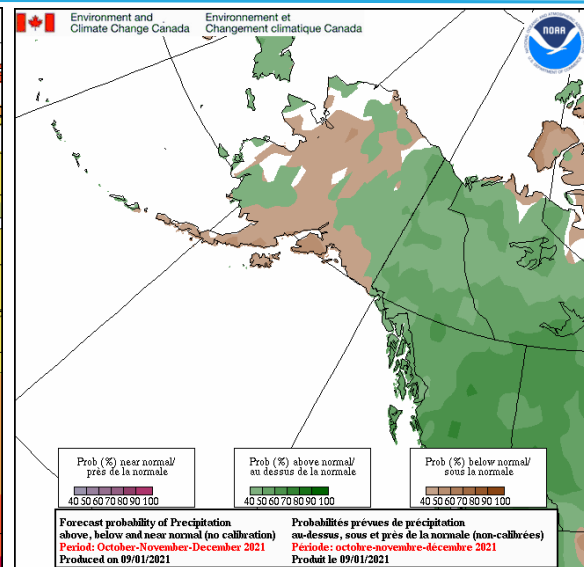 Environment and
Climate Change Canada
Environnement et
Changement climatique Canada
NOAA
Prob (%) near normal/
près de la normale
40 50 60 70 80 90 100
Prob (%) above normal/
au dessus de la normale
40 50 60 70 80 90 100
Prob (%) below normal/
sous la normale
40 50 60 70 80 90 100
Forecast probability of Precipitation
above, below and near normal (no calibration)
Period: October-November-December 2021
Produced on 09/01/2021
Probabilités prévues de précipitation
au-dessus, sous et près de la normale (non-calibrées)
Période: octobre-novembre-décembre 2021
Produit le 09/01/2021